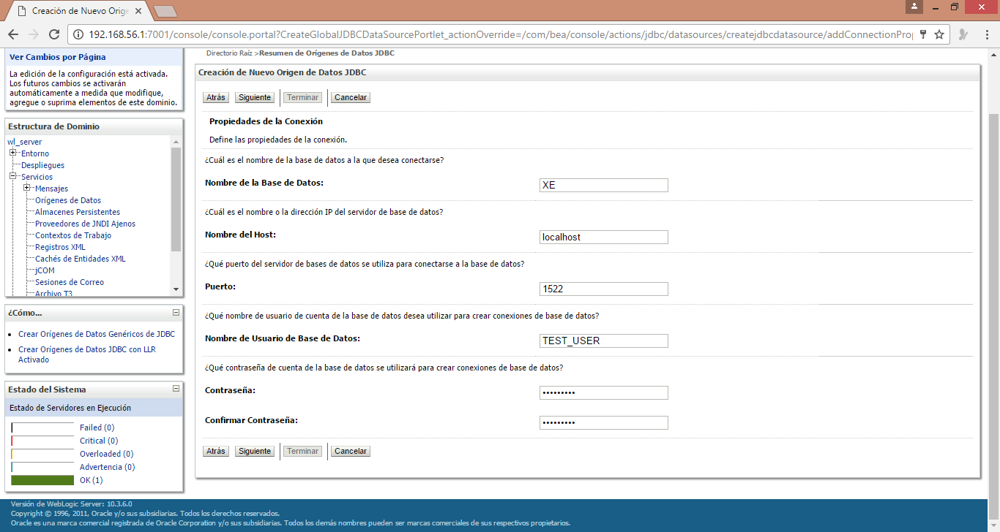 Creación de Nuevo Orige
192.168.56.1:7001/console/console.portal?CreateGlobalJDBCDataSourcePortlet_actionOverride=/com/bea/console/actions/jdbc/datasources/createjdbcdatasource/addConnectionPro
Ver Cambios por Página
La edición de la configuración está activada.
Los futuros cambios se activarán
automáticamente a medida que modifique,
agregue o suprima elementos de este dominio.
Estructura de Dominio
wl_server
Entorno
Despliegues
Servicios
Mensajes
Orígenes de Datos
Almacenes Persistentes
Proveedores de JNDI Ajenos
Contextos de Trabajo
Registros XML
Cachés de Entidades XML
jCOM
Sesiones de Correo
Archivo T3
¿Cómo...
Crear Orígenes de Datos Genéricos de JDBC
Crear Orígenes de Datos JDBC con LLR
Activado
Estado del Sistema
Estado de Servidores en Ejecución
Failed (0)
Critical (0)
Overloaded (0)
Advertencia (0)
OK (1)
Directorio Raíz >Resumen de Orígenes de Datos JDBC
Creación de Nuevo Origen de Datos JDBC
Atrás Siguiente Terminar Cancelar
Propiedades de la Conexión
Define las propiedades de la conexión.
¿Cuál es el nombre de la base de datos a la que desea conectarse?
Nombre de la Base de Datos: XE
¿Cuál es el nombre o la dirección IP del servidor de base de datos?
Nombre del Host: localhost
¿Qué puerto del servidor de bases de datos se utiliza para conectarse a la base de datos?
Puerto: 1522
¿Qué nombre de usuario de cuenta de la base de datos desea utilizar para crear conexiones de base de datos?
Nombre de Usuario de Base de Datos: TEST_USER
¿Qué contraseña de cuenta de la base de datos se utilizará para crear conexiones de base de datos?
Contraseña: •••••••••
Confirmar Contraseña: •••••••••
Atrás Siguiente Terminar Cancelar
Versión de WebLogic Server: 10.3.6.0
Copyright © 1996, 2011, Oracle y/o sus subsidiarias. Todos los derechos reservados.
Oracle es una marca comercial registrada de Oracle Corporation y/o sus subsidiarias. Todos los demás nombres pueden ser marcas comerciales de sus respectivos propietarios.